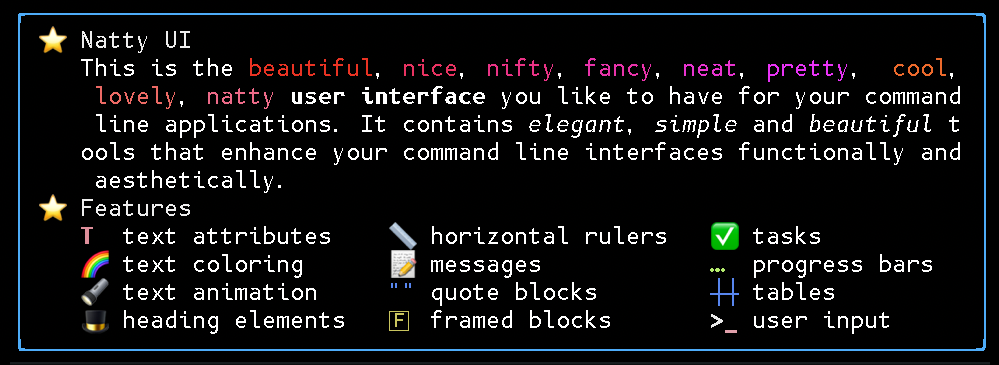 Natty UI
This is the beautiful, nice, nifty, fancy, neat, pretty, cool,
lovely, natty user interface you like to have for your command
line applications. It contains elegant, simple and beautiful t
ools that enhance your command line interfaces functionally and
aesthetically.
Features
T text attributes horizontal rulers tasks
text coloring messages progress bars
text animation " " quote blocks tables
heading elements F framed blocks >_ user input